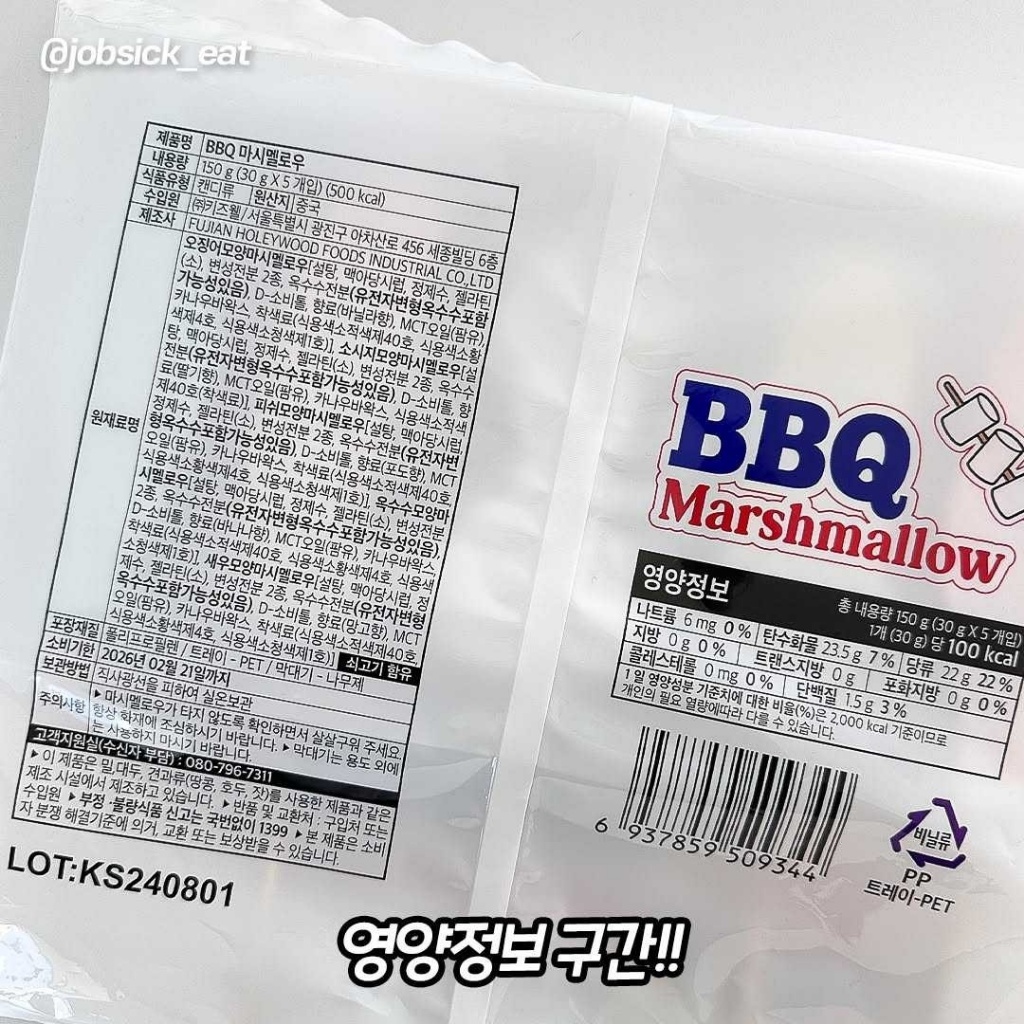 @jobsick_eat
제품명 BBQ 마시멜로우
내용량 150 g (30 g X 5 개입) (500 kcal)
식품유형 캔디류 원산지 중국
수입원 ㈜키즈웰/서울특별시 광진구 아차산로 456 세종빌딩 6층
제조사 FUJIAN HOLEYWOOD FOODS INDUSTRIAL CO.,LTD
원재료명
오징어모양마시멜로우[설탕, 맥아당시럽, 정제수, 젤라틴
(소), 변성전분 2종, 옥수수전분(유전자변형옥수수포함
가능성있음), D-소비톨, 향료(바닐라향), MCT오일(팜유),
카나우바왁스, 착색료(식용색소적색제40호, 식용색소황
색제4호, 식용색소청색제1호)], 소시지모양마시멜로우[설
탕, 맥아당시럽, 정제수, 젤라틴(소), 변성전분 2종 옥수수
전분(유전자변형옥수수포함가능성있음), D-소비톨, 향
료(딸기향), MCT오일(팜유), 카나우바왁스, 식용색소적색
제40호(착색료)], 피쉬모양마시멜로우[설탕, 맥아당시럽,
정제수, 젤라틴(소), 변성전분 2종 옥수수전분(유전자변
형옥수수포함가능성있음), D-소비톨, 향료(포도향), MCT
오일(팜유), 카나우바왁스, 착색료(식용색소적색제40호
식용색소황색제4호, 식용색소청색제1호)], 옥수수모양마
시멜로우[설탕, 맥아당시럽, 정제수, 젤라틴(소), 변성전분
2종, 옥수수전분(유전자변형옥수수포함가능성있음),
D-소비톨, 향료(바나나향), MCT오일(팜유), 카나우바왁스
착색료(식용색소적색제40호 식용색소황색제4호, 식용색
소청색제1호)], 새우모양마시멜로우[설탕, 맥아당시럽, 정
제수, 젤라틴(소), 변성전분 2종, 옥수수전분(유전자변형
옥수수포함가능성있음), D-소비톨, 향료(망고향), MCT
오일(팜유), 카나우바왁스, 착색료(식용색소적색제40호
식용색소황색제4호, 식용색소청색제1호)] 쇠고기 함유
포장재질 폴리프로필렌 / 트레이 - PET / 막대기 - 나무제
소비기한 2026년 02월 21일까지
보관방법 직사광선을 피하여 실온보관
주의사항 ▶마시멜로우가 타지 않도록 확인하면서 살살구워 주세요.
항상 화재에 조심하시기 바랍니다. ▶막대기는 용도 외에
는 사용하지 마시기 바랍니다.
고객지원실(수신자 부담) : 080-796-7311
▶이 제품은 밀, 대두, 견과류(땅콩, 호두, 잣)를 사용한 제품과 같은
제조 시설에서 제조하고 있습니다. ▶반품 및 교환처 : 구입처 또는
수입원 ▶부정·불량식품 신고는 국번없이 1399 ▶본 제품은 소비
자 분쟁 해결기준에 의거, 교환 또는 보상받을 수 있습니다.
LOT:KS240801
BBQ
Marshmallow
영양정보
총 내용량 150 g (30 g X 5 개입)
1개 (30 g) 당 100 kcal
나트륨 6 mg 0% 탄수화물 23.5 g 7% 당류 22 g 22%
지방 0 g 0% 트랜스지방 0 g 포화지방 0 g 0%
콜레스테롤 0 mg 0% 단백질 1.5 g 3%
1일 영양성분 기준치에 대한 비율(%)은 2,000 kcal 기준이므로
개인의 필요 열량에따라 다를 수 있습니다.
6 937859 509344
비닐류
PP
트레이-PET
영양정보 구간!!